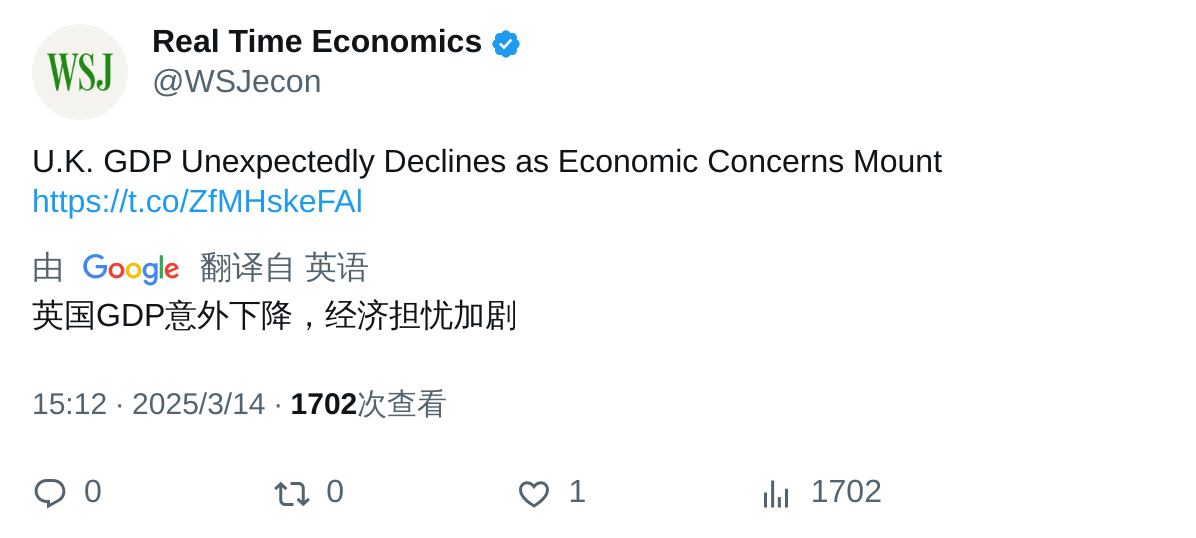 WSJ
Real Time Economics
@WSJecon
U.K. GDP Unexpectedly Declines as Economic Concerns Mount
https://t.co/ZfMHskeFAl
由 Google 翻译自 英语
英国GDP意外下降，经济担忧加剧
15:12 · 2025/3/14 · 1702次查看
0 0 1 1702